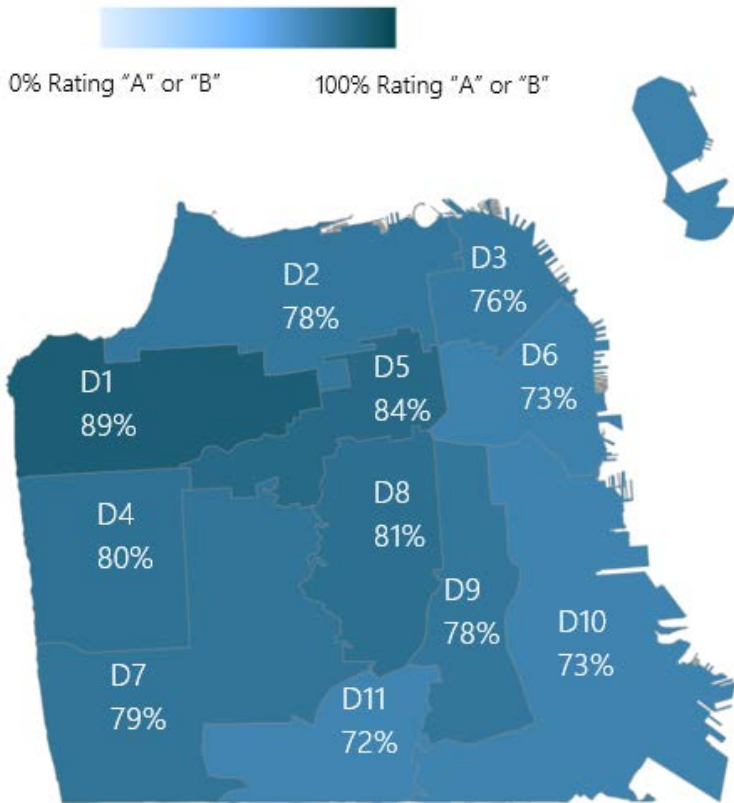 0% Rating “A” or “B”
100% Rating “A” or “B”
D2
78%
D3
76%
D1
89%
D5
84%
D6
73%
D4
80%
D8
81%
D9
78%
D10
73%
D7
79%
D11
72%